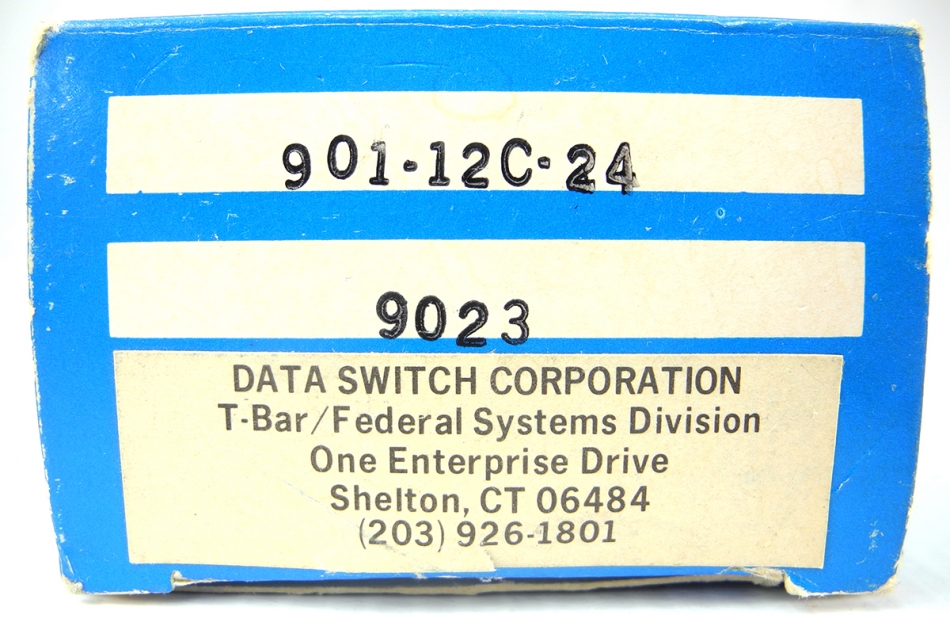 901-12C-24
9023
DATA SWITCH CORPORATION
T-Bar/Federal Systems Division
One Enterprise Drive
Shelton, CT 06484
(203) 926-1801